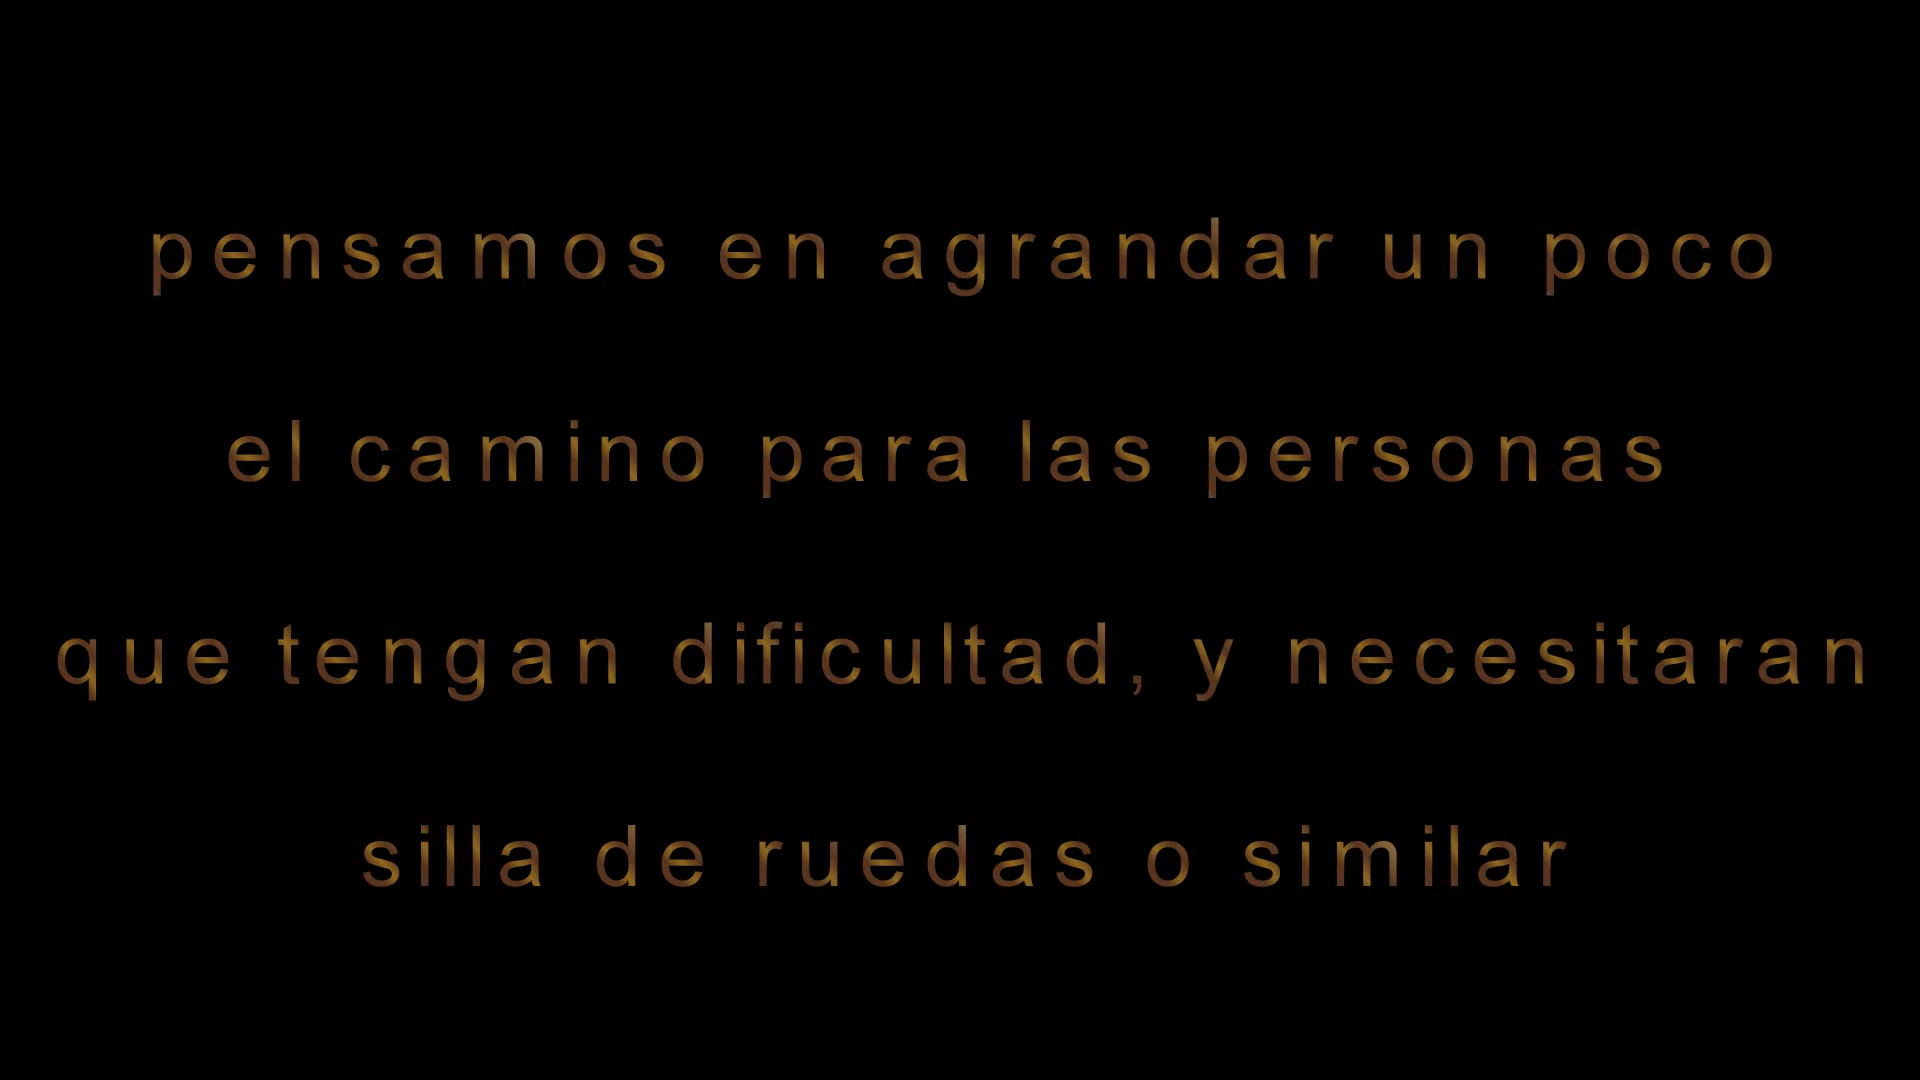 pensamos en agrandar un poco
el camino para las personas
que tengan dificultad, y necesitaran
silla de ruedas o similar